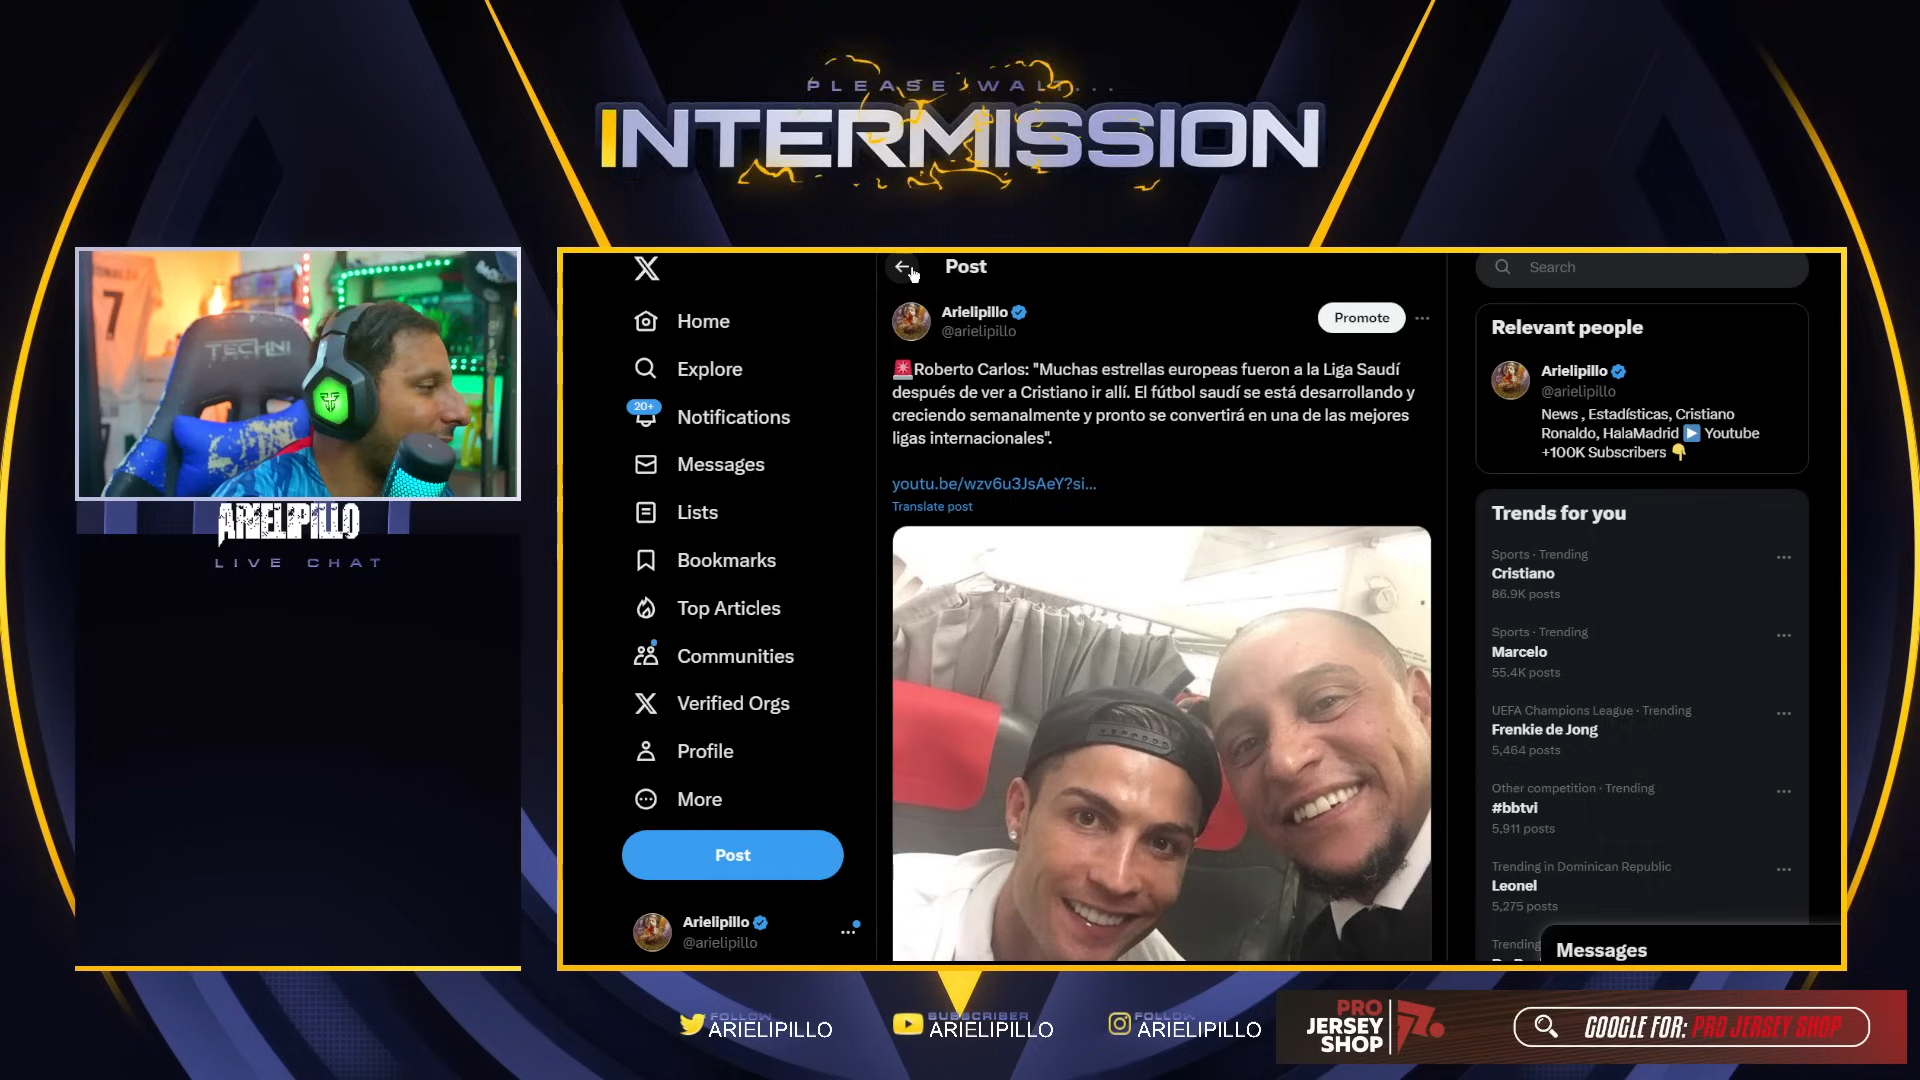 PLEASE WAIT...
INTERMISSION
7
TECHNI
ARIELIPILLO
LIVE CHAT
Home
Explore
20+
Notifications
Messages
Lists
Bookmarks
Top Articles
Communities
Verified Orgs
Profile
More
Post
Arielipillo
@arielipillo
Post
Arielipillo
@arielipillo
Promote
🚨Roberto Carlos: "Muchas estrellas europeas fueron a la Liga Saudí
después de ver a Cristiano ir allí. El fútbol saudí se está desarrollando y
creciendo semanalmente y pronto se convertirá en una de las mejores
ligas internacionales".
youtu.be/wzv6u3JsAeY?si...
Translate post
Search
Relevant people
Arielipillo
@arielipillo
News , Estadísticas, Cristiano
Ronaldo, HalaMadrid ▶️ Youtube
+100K Subscribers 👇
Trends for you
Sports · Trending
Cristiano
86.9K posts
Sports · Trending
Marcelo
55.4K posts
UEFA Champions League · Trending
Frenkie de Jong
5,464 posts
Other competition · Trending
#bbtvi
5,911 posts
Trending in Dominican Republic
Leonel
5,275 posts
Trending
Messages
FOLLOW
ARIELIPILLO
SUBSCRIBER
ARIELIPILLO
FOLLOW
ARIELIPILLO
PRO
JERSEY
SHOP
GOOGLE FOR: PRO JERSEY SHOP